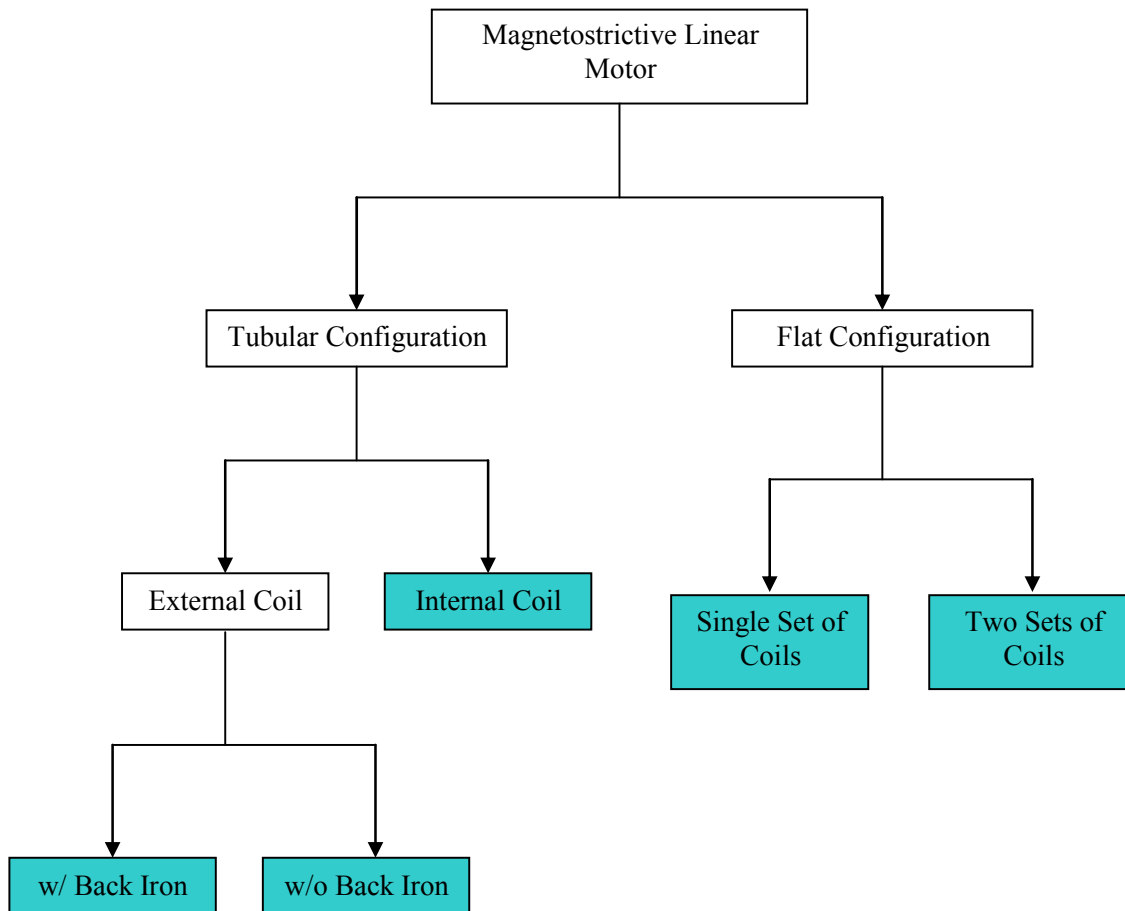 Magnetostrictive Linear
Motor
Tubular Configuration
Flat Configuration
External Coil
Internal Coil
Single Set of
Coils
Two Sets of
Coils
w/ Back Iron
w/o Back Iron